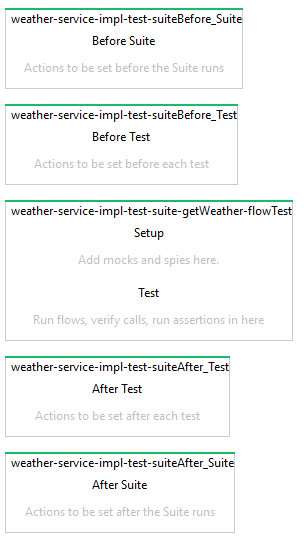 weather-service-impl-test-suiteBefore_Suite
Before Suite
Actions to be set before the Suite runs
weather-service-impl-test-suiteBefore_Test
Before Test
Actions to be set before each test
weather-service-impl-test-suite-getWeather-flowTest
Setup
Add mocks and spies here.
Test
Run flows, verify calls, run assertions in here
weather-service-impl-test-suiteAfter_Test
After Test
Actions to be set after each test
weather-service-impl-test-suiteAfter_Suite
After Suite
Actions to be set after the Suite runs